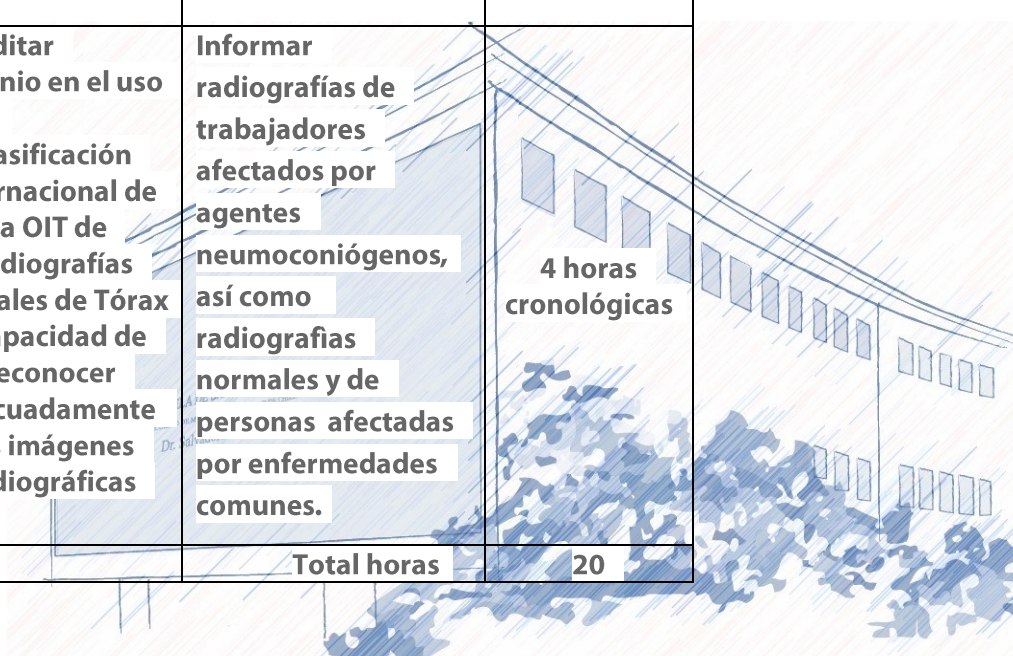 ditar
nio en el uso
asificación
rnacional de
a OIT de
diografías
ales de Tórax
pacidad de
econocer
cuadamente
imágenes
diográficas
Informar
radiografías de
trabajadores
afectados por
agentes
neumoconiógenos,
así como
radiografìas
normales y de
personas afectadas
por enfermedades
comunes.
4 horas
cronológicas
Total horas
20